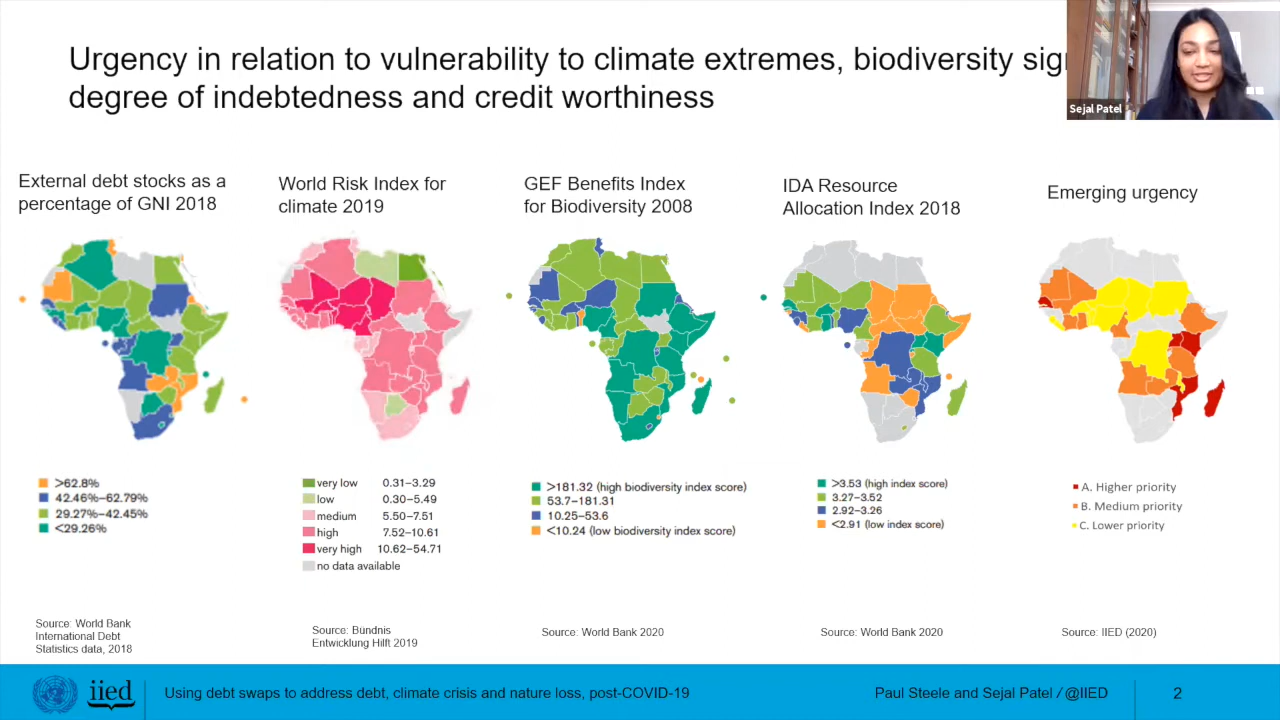 Urgency in relation to vulnerability to climate extremes, biodiversity
degree of indebtedness and credit worthiness
Sejal Patel
External debt stocks as a
percentage of GNI 2018
World Risk Index for
climate 2019
GEF Benefits Index
for Biodiversity 2008
IDA Resource
Allocation Index 2018
Emerging urgency
>62.8%
42.46%–62.79%
29.27%–42.45%
<29.26%
very low 0.31–3.29
low 0.30–5.49
medium 5.50–7.51
high 7.52–10.61
very high 10.62–54.71
no data available
>181.32 (high biodiversity index score)
53.7–181.31
10.25–53.6
<10.24 (low biodiversity index score)
>3.53 (high index score)
3.27–3.52
2.92–3.26
<2.91 (low index score)
A. Higher priority
B. Medium priority
C. Lower priority
Source: World Bank
International Debt
Statistics data, 2018
Source: Bündnis
Entwicklung Hilft 2019
Source: World Bank 2020
Source: World Bank 2020
Source: IIED (2020)
iied
Using debt swaps to address debt, climate crisis and nature loss, post-COVID-19
Paul Steele and Sejal Patel / @IIED
2